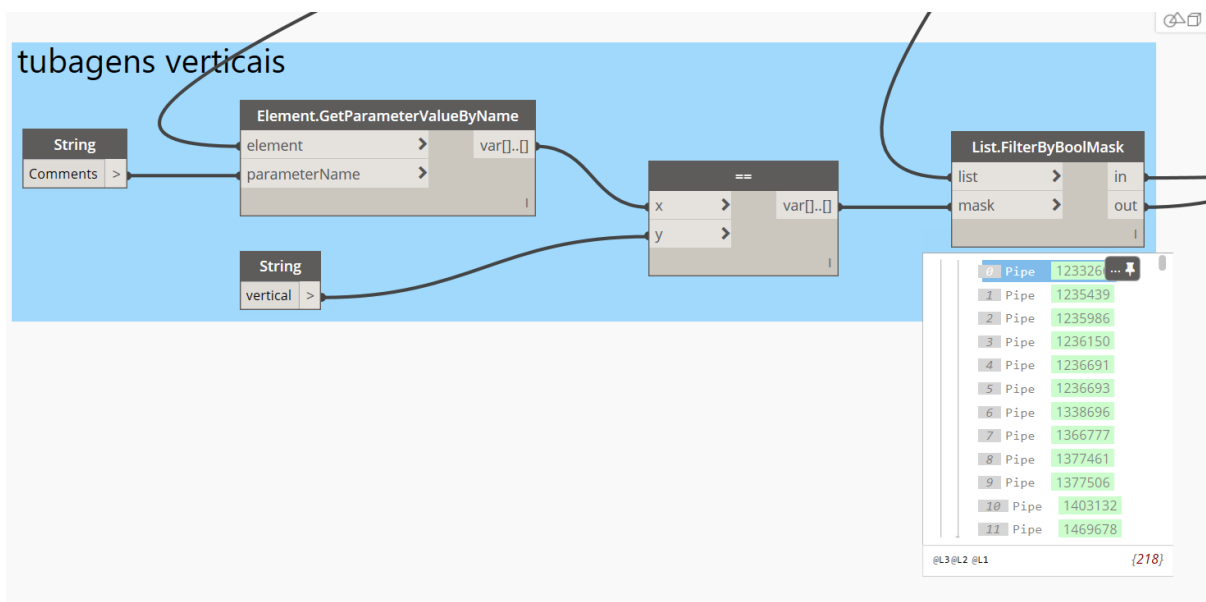 tubagens verticais
Element.GetParameterValueByName
element > var[]..[]
parameterName >
String
Comments >
==
x > var[]..[]
y >
String
vertical >
List.FilterByBoolMask
list > in
mask > out
0 Pipe 123326 ...
1 Pipe 1235439
2 Pipe 1235986
3 Pipe 1236150
4 Pipe 1236691
5 Pipe 1236693
6 Pipe 1338696
7 Pipe 1366777
8 Pipe 1377461
9 Pipe 1377506
10 Pipe 1403132
11 Pipe 1469678
@L3 @L2 @L1 {218}